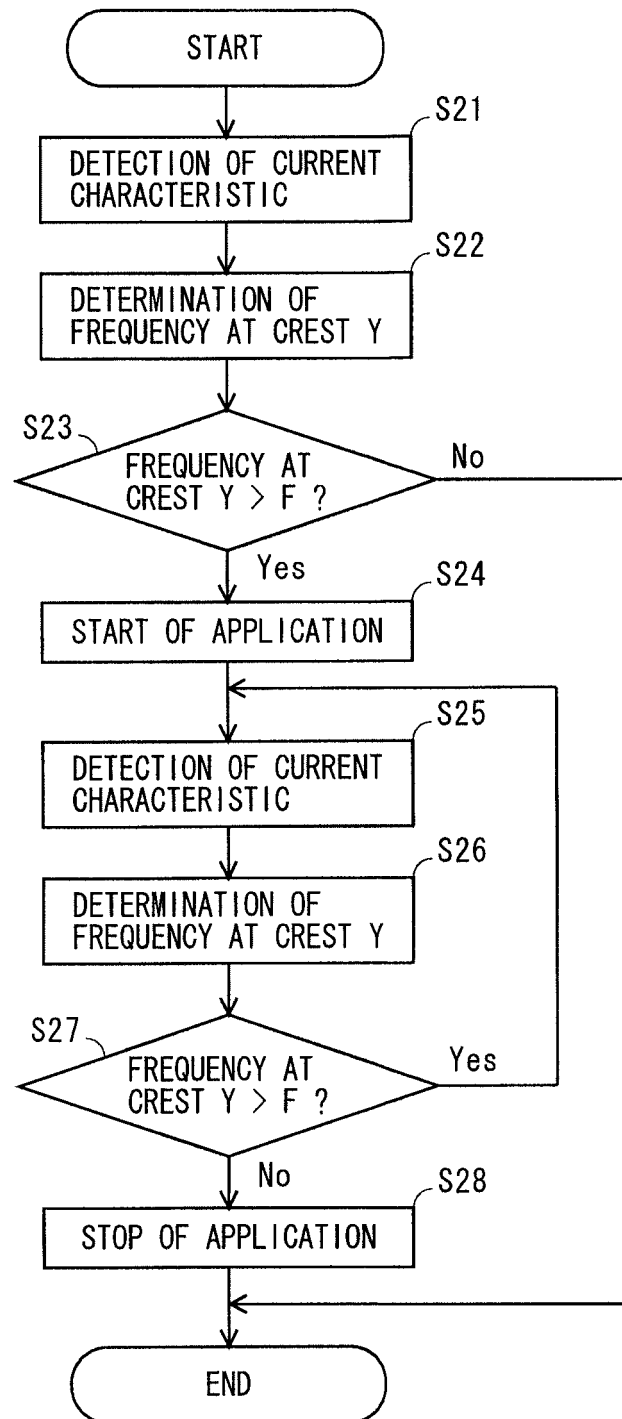 START
S21
DETECTION OF CURRENT
CHARACTERISTIC
S22
DETERMINATION OF
FREQUENCY AT CREST Y
S23
FREQUENCY AT
CREST Y > F ?
No
Yes
S24
START OF APPLICATION
S25
DETECTION OF CURRENT
CHARACTERISTIC
S26
DETERMINATION OF
FREQUENCY AT CREST Y
S27
FREQUENCY AT
CREST Y > F ?
Yes
No
S28
STOP OF APPLICATION
END